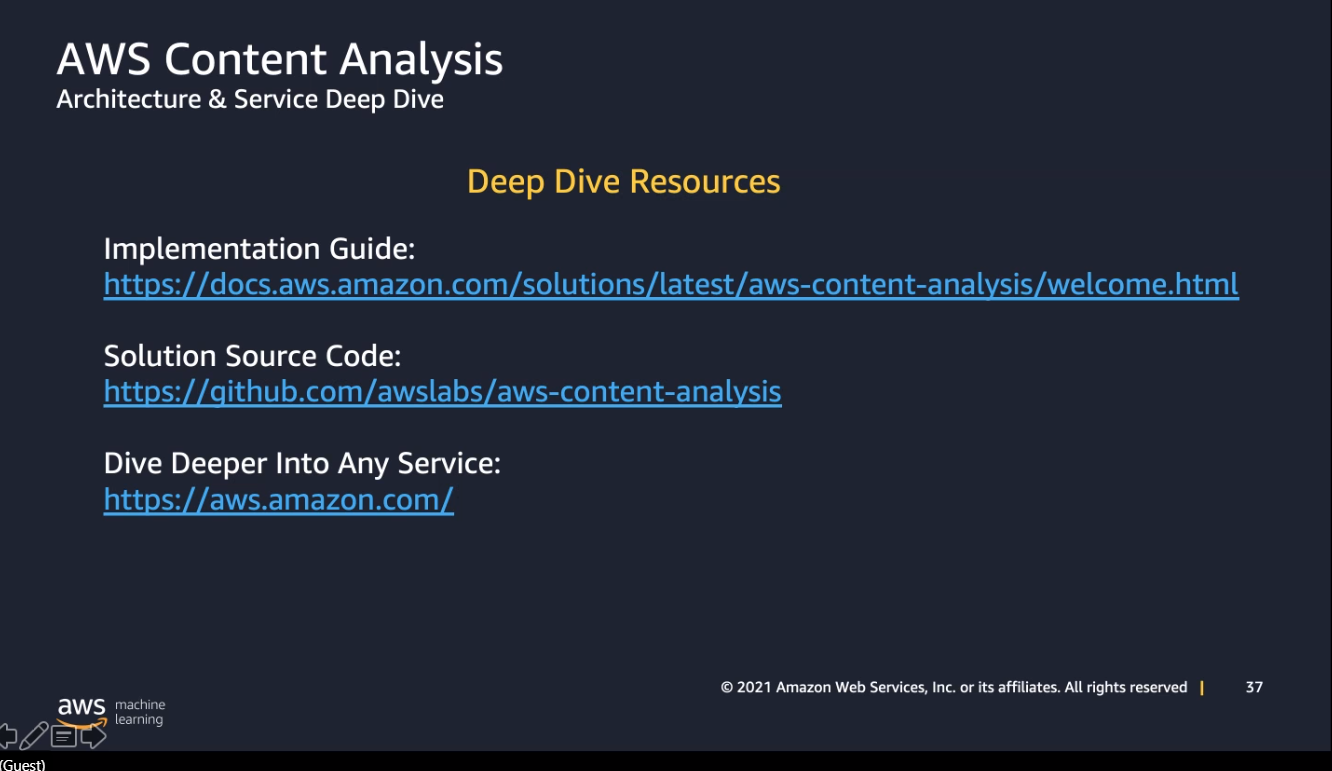 AWS Content Analysis
Architecture & Service Deep Dive
Deep Dive Resources
Implementation Guide:
https://docs.aws.amazon.com/solutions/latest/aws-content-analysis/welcome.html
Solution Source Code:
https://github.com/awslabs/aws-content-analysis
Dive Deeper Into Any Service:
https://aws.amazon.com/
© 2021 Amazon Web Services, Inc. or its affiliates. All rights reserved |
37
aws machine
learning
(Guest)